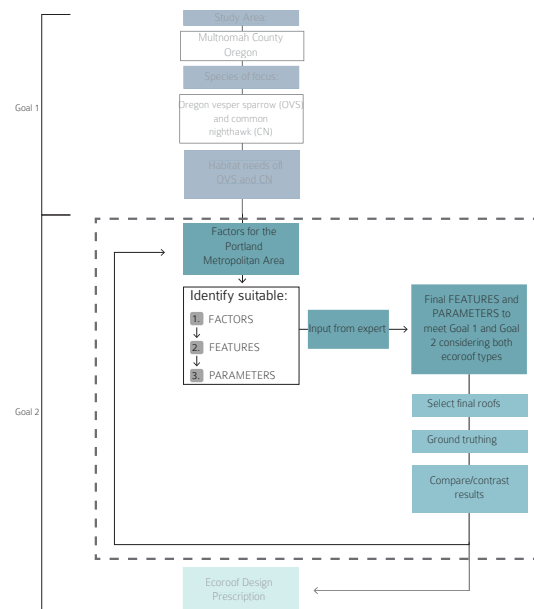 Study Area:
Multnomah County
Oregon
Species of focus:
Oregon vesper sparrow (OVS)
and common
nighthawk (CN)
Habitat needs of
OVS and CN
Goal 1
Factors for the
Portland
Metropolitan Area
Identify suitable:
1. FACTORS
2. FEATURES
3. PARAMETERS
Input from expert
Final FEATURES and
PARAMETERS to
meet Goal 1 and Goal
2 considering both
ecoroof types
Select final roofs
Ground truthing
Compare/contrast
results
Goal 2
Ecoroof Design
Prescription